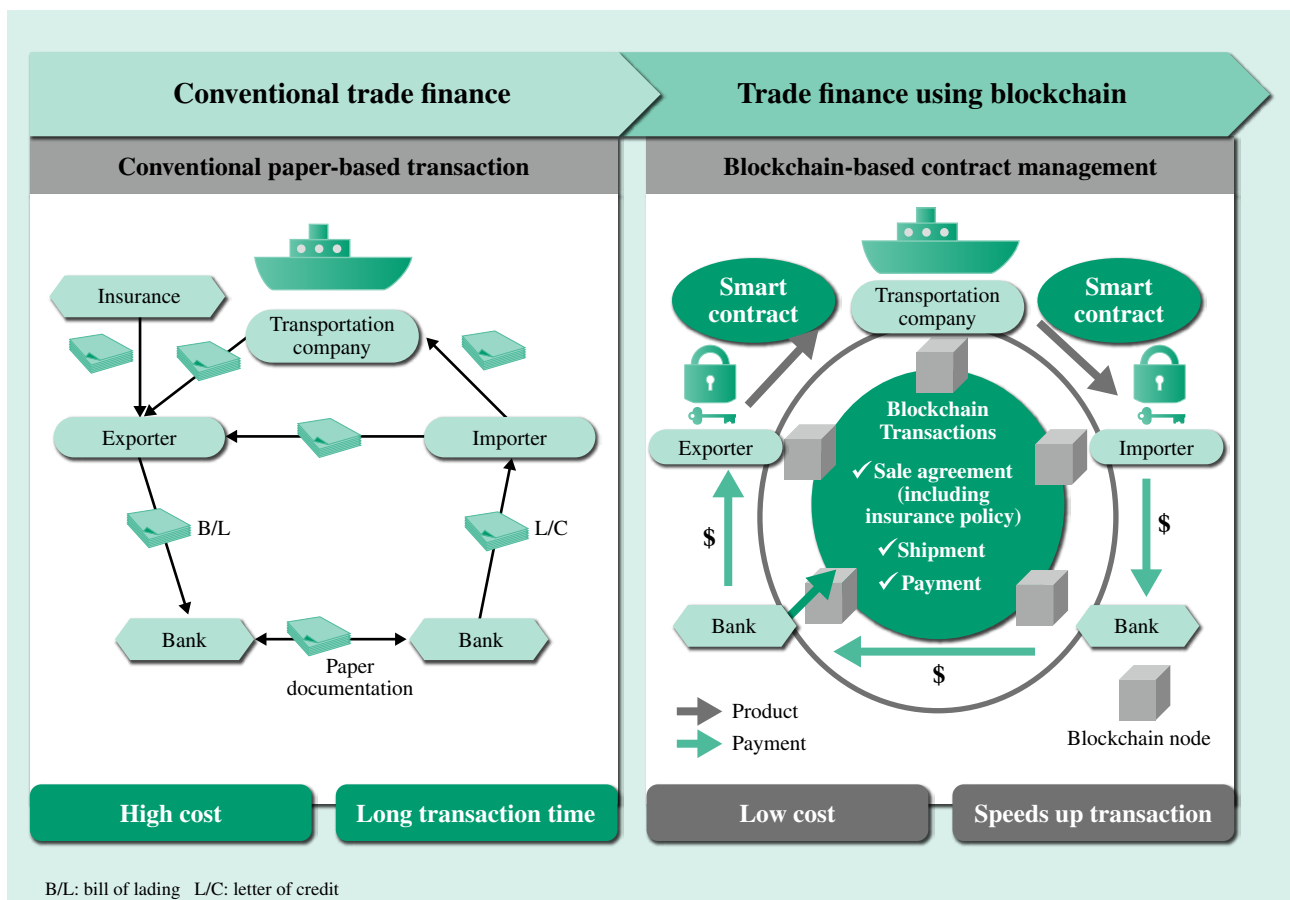 Conventional trade finance
Trade finance using blockchain
Conventional paper-based transaction
Insurance
Transportation
company
Exporter
Importer
B/L
L/C
Bank
Bank
Paper
documentation
High cost
Long transaction time
Blockchain-based contract management
Smart
contract
Transportation
company
Smart
contract
Blockchain
Transactions
Exporter
Importer
✓Sale agreement
(including
insurance policy)
✓Shipment
✓Payment
$
$
Bank
Bank
$
Product
Payment
Blockchain node
Low cost
Speeds up transaction
B/L: bill of lading L/C: letter of credit